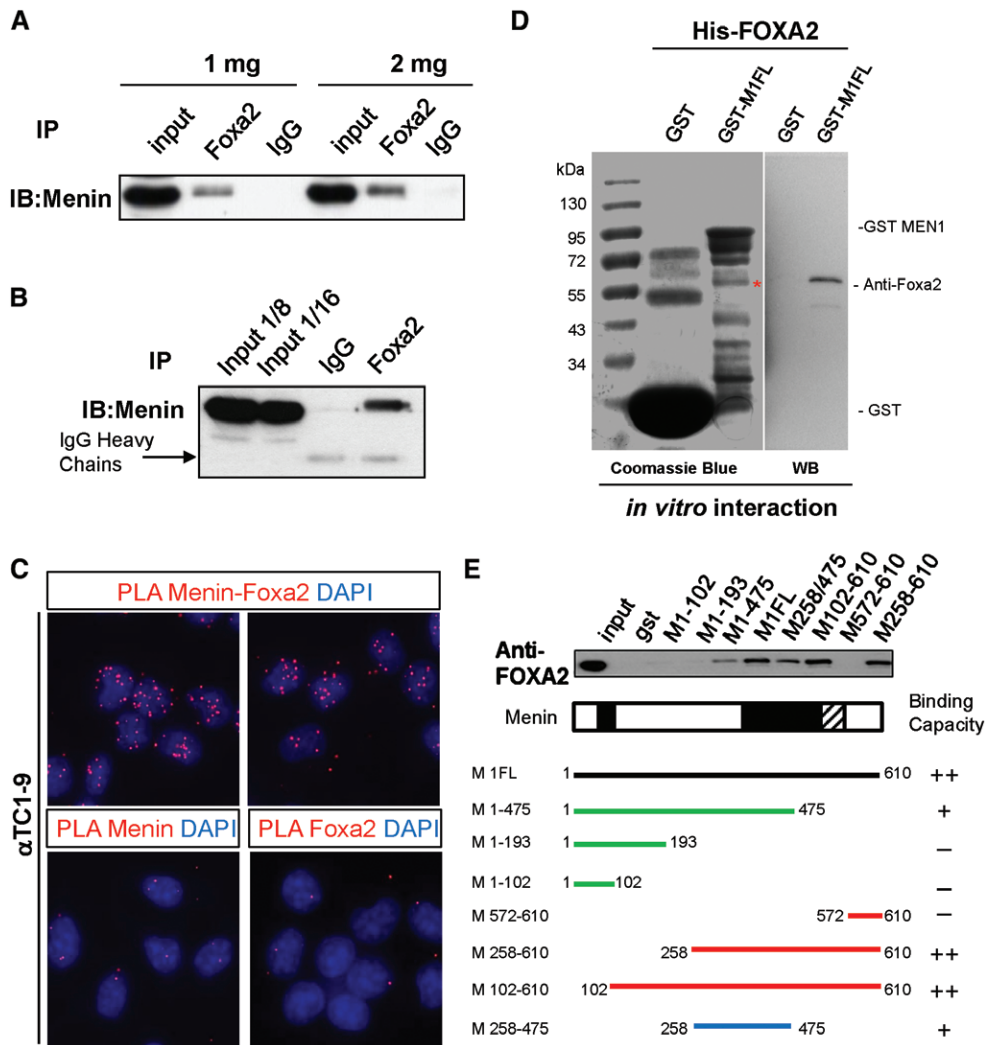 A
1 mg 2 mg
IP input Foxa2 IgG input Foxa2 IgG
IB:Menin
B
IP Input 1/8 Input 1/16 IgG Foxa2
IB:Menin
IgG Heavy
Chains
C
PLA Menin-Foxa2 DAPI
αTC1-9
PLA Menin DAPI PLA Foxa2 DAPI
D
His-FOXA2
GST GST-M1FL GST GST-M1FL
kDa
130
95
72
55
43
34
-GST MEN1
*
- Anti-Foxa2
- GST
Coomassie Blue WB
in vitro interaction
E
input gst M1-102 M1-193 M1-475 M1FL M258/475 M102-610 M572-610 M258-610
Anti-
FOXA2
Menin
Binding
Capacity
M 1FL 1 610 ++
M 1-475 1 475 +
M 1-193 1 193 –
M 1-102 1 102 –
M 572-610 572 610 –
M 258-610 258 610 ++
M 102-610 102 610 ++
M 258-475 258 475 +